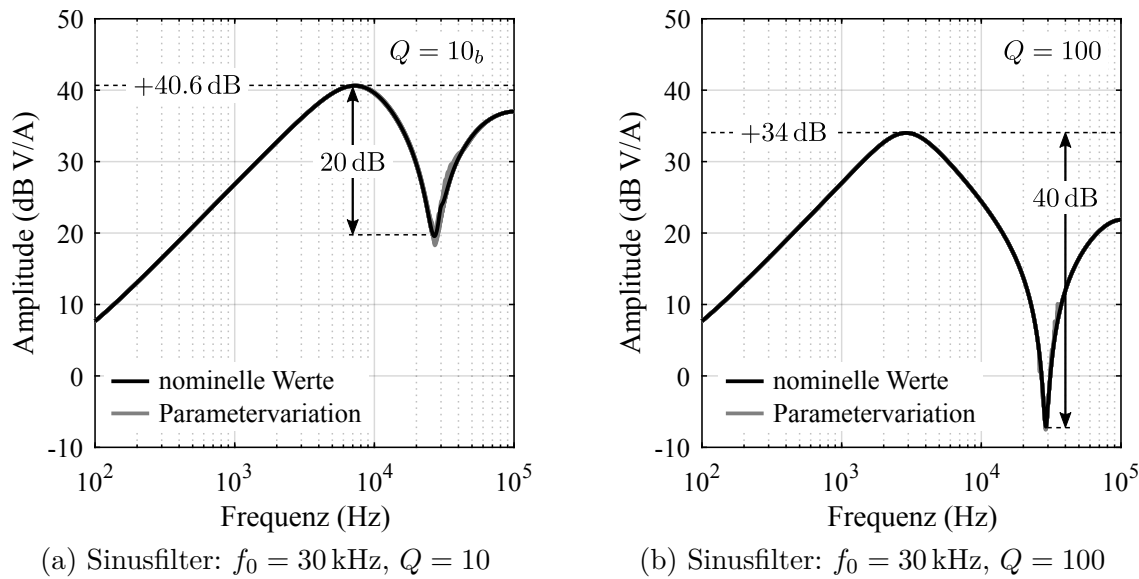 50
40
30
20
10
0
-10
Amplitude (dB V/A)
Q = 10_b
+40.6 dB
20 dB
nominelle Werte
Parametervariation
10^2
10^3
10^4
10^5
Frequenz (Hz)
(a) Sinusfilter: f_0 = 30 kHz, Q = 10
50
40
30
20
10
0
-10
Amplitude (dB V/A)
Q = 100
+34 dB
40 dB
nominelle Werte
Parametervariation
10^2
10^3
10^4
10^5
Frequenz (Hz)
(b) Sinusfilter: f_0 = 30 kHz, Q = 100